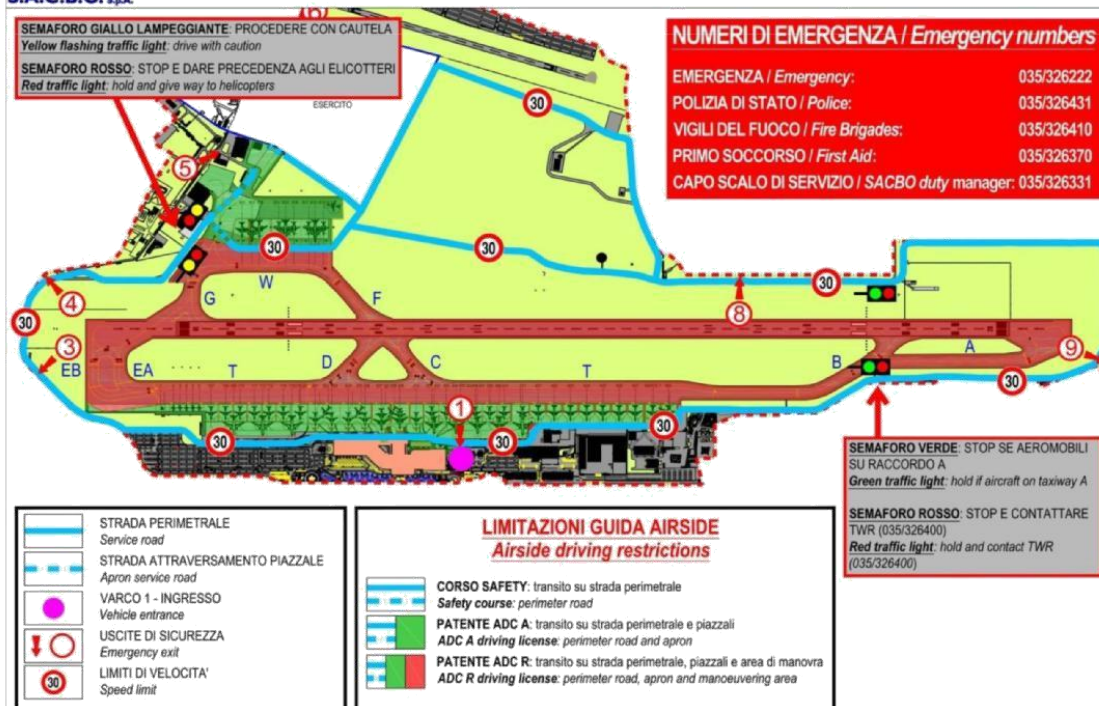 S.A.C.B.O. S.p.A.
SEMAFORO GIALLO LAMPEGGIANTE: PROCEDERE CON CAUTELA
Yellow flashing traffic light: drive with caution
SEMAFORO ROSSO: STOP E DARE PRECEDENZA AGLI ELICOTTERI
Red traffic light: hold and give way to helicopters
ESERCITO
6
NUMERI DI EMERGENZA / Emergency numbers
EMERGENZA / Emergency: 035/326222
POLIZIA DI STATO / Police: 035/326431
VIGILI DEL FUOCO / Fire Brigades: 035/326410
PRIMO SOCCORSO / First Aid: 035/326370
CAPO SCALO DI SERVIZIO / SACBO duty manager: 035/326331
30
5
30
30
W
4
G
F
8
30
30
3
EB
EA
T
D
C
T
B
A
9
30
1
30
30
30
SEMAFORO VERDE: STOP SE AEROMOBILI
SU RACCORDO A
Green traffic light: hold if aircraft on taxiway A
SEMAFORO ROSSO: STOP E CONTATTARE
TWR (035/326400)
Red traffic light: hold and contact TWR
(035/326400)
STRADA PERIMETRALE
Service road
STRADA ATTRAVERSAMENTO PIAZZALE
Apron service road
VARCO 1 - INGRESSO
Vehicle entrance
USCITE DI SICUREZZA
Emergency exit
30
LIMITI DI VELOCITA'
Speed limit
LIMITAZIONI GUIDA AIRSIDE
Airside driving restrictions
CORSO SAFETY: transito su strada perimetrale
Safety course: perimeter road
PATENTE ADC A: transito su strada perimetrale e piazzali
ADC A driving license: perimeter road and apron
PATENTE ADC R: transito su strada perimetrale, piazzali e area di manovra
ADC R driving license: perimeter road, apron and manoeuvering area